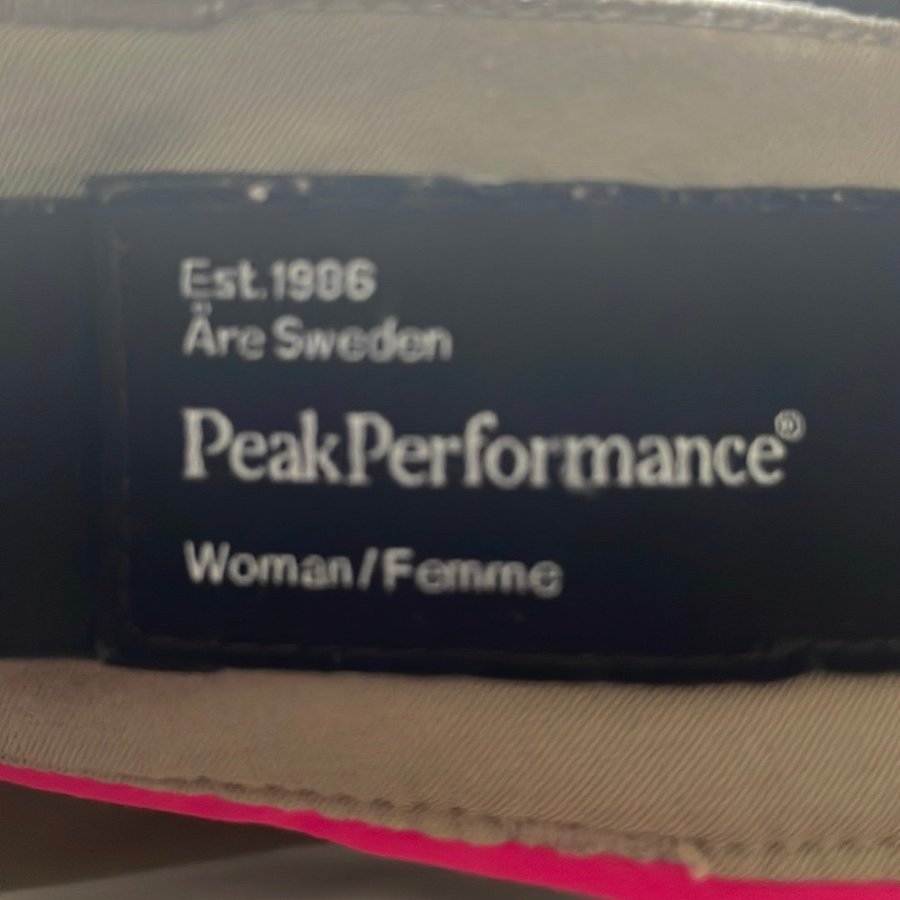 Est.1986
Åre Sweden
PeakPerformance®
Woman/Femme